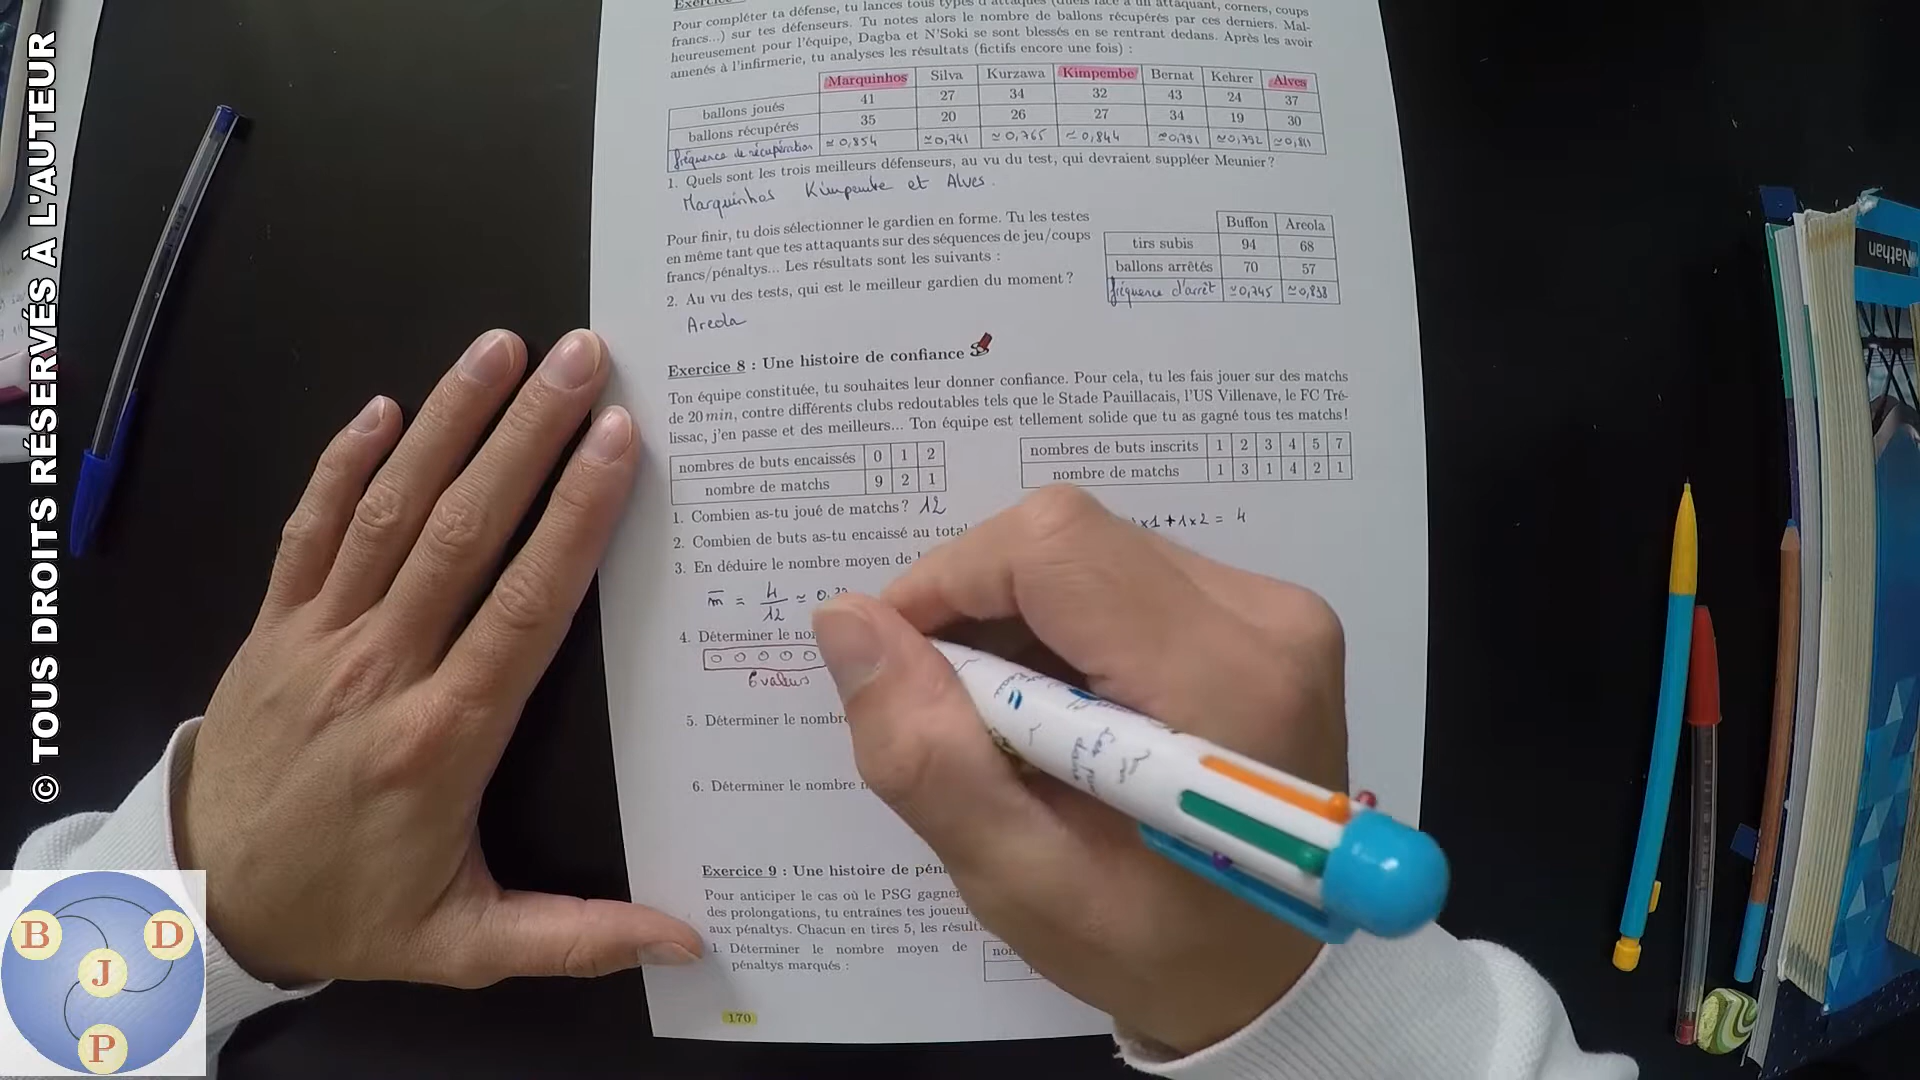 © TOUS DROITS RÉSERVÉS À L'AUTEUR
Pour compléter ta défense, tu lances tous types d'attaques (duels face à un attaquant, corners, coups
francs...) sur tes défenseurs. Tu notes alors le nombre de ballons récupérés par ces derniers. Mal-
heureusement pour l'équipe, Dagba et N'Soki se sont blessés en se rentrant dedans. Après les avoir
amenés à l'infirmerie, tu analyses les résultats (fictifs encore une fois) :
Marquinhos Silva Kurzawa Kimpembe Bernat Kehrer Alves
ballons joués 41 27 34 32 43 24 37
ballons récupérés 35 20 26 27 34 19 30
fréquence de récupération ≃0,854 ≃0,741 ≃0,765 ≃0,844 ≃0,791 ≃0,792 ≃0,811
1. Quels sont les trois meilleurs défenseurs, au vu du test, qui devraient suppléer Meunier ?
Marquinhos Kimpembe et Alves.
Pour finir, tu dois sélectionner le gardien en forme. Tu les testes
en même tant que tes attaquants sur des séquences de jeu/coups
francs/pénaltys... Les résultats sont les suivants :
2. Au vu des tests, qui est le meilleur gardien du moment ?
Areola
Buffon Areola
tirs subis 94 68
ballons arrêtés 70 57
fréquence d'arrêt ≃0,745 ≃0,838
Exercice 8 : Une histoire de confiance
Ton équipe constituée, tu souhaites leur donner confiance. Pour cela, tu les fais jouer sur des matchs
de 20 min, contre différents clubs redoutables tels que le Stade Pauillacais, l'US Villenave, le FC Tré-
lissac, j'en passe et des meilleurs... Ton équipe est tellement solide que tu as gagné tous tes matchs !
nombres de buts encaissés 0 1 2
nombre de matchs 9 2 1
nombres de buts inscrits 1 2 3 4 5 7
nombre de matchs 1 3 1 4 2 1
1. Combien as-tu joué de matchs ? 12
2. Combien de buts as-tu encaissé au total
×1 + 1×2 = 4
3. En déduire le nombre moyen de
m = 4/12 ≃ 0,33
4. Déterminer le
0 0 0 0 0
6 valeurs
5. Déterminer le nombre
6. Déterminer le nombre
Exercice 9 : Une histoire de
Pour anticiper le cas où le PSG
des prolongations, tu entraînes tes
aux pénaltys. Chacun en tires 5, les
1. Déterminer le nombre moyen de
pénaltys marqués :
170
Nathan
B D
J
P